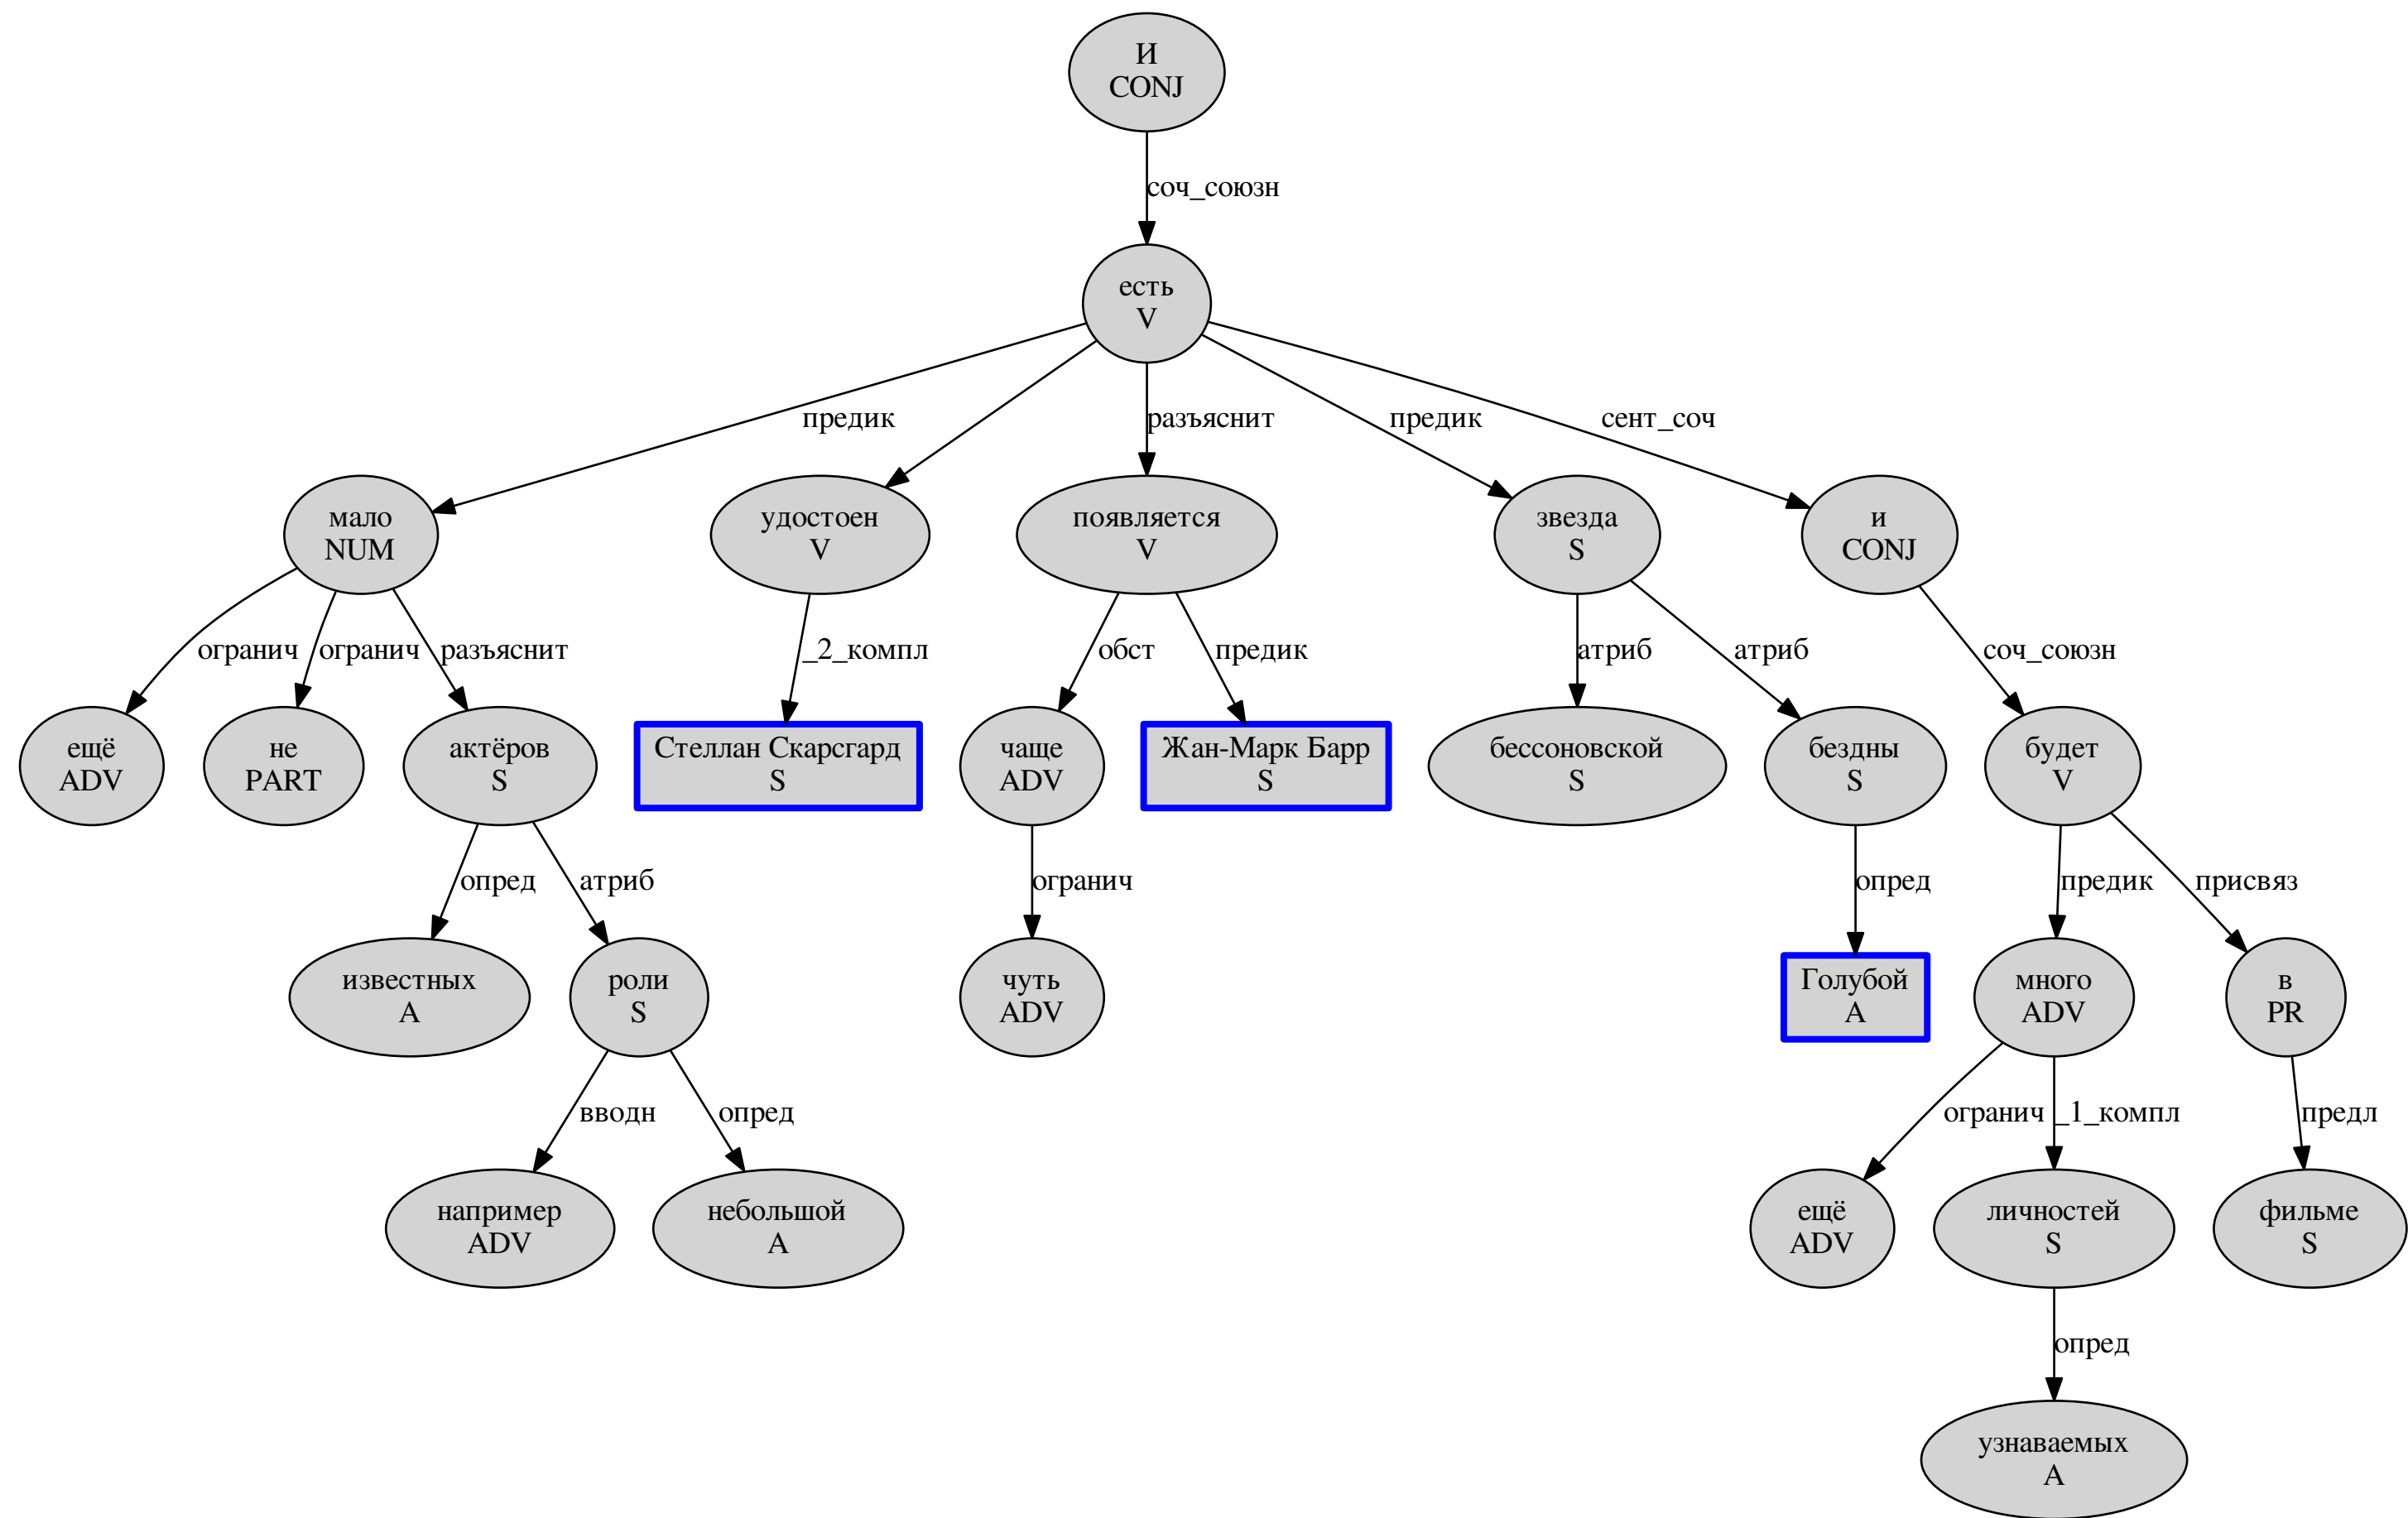 И
CONJ
соч_союзн
есть
V
предик
разъяснит
предик
сент_соч
мало
NUM
удостоен
V
появляется
V
звезда
S
и
CONJ
огранич
огранич
разъяснит
_2_компл
обст
предик
атриб
атриб
соч_союзн
ещё
ADV
не
PART
актёров
S
Стеллан Скарсгард
S
чаще
ADV
Жан-Марк Барр
S
бессоновской
S
бездны
S
будет
V
опред
атриб
огранич
опред
предик
присвяз
известных
A
роли
S
чуть
ADV
Голубой
A
много
ADV
в
PR
вводн
опред
огранич
_1_компл
предл
например
ADV
небольшой
A
ещё
ADV
личностей
S
фильме
S
опред
узнаваемых
A